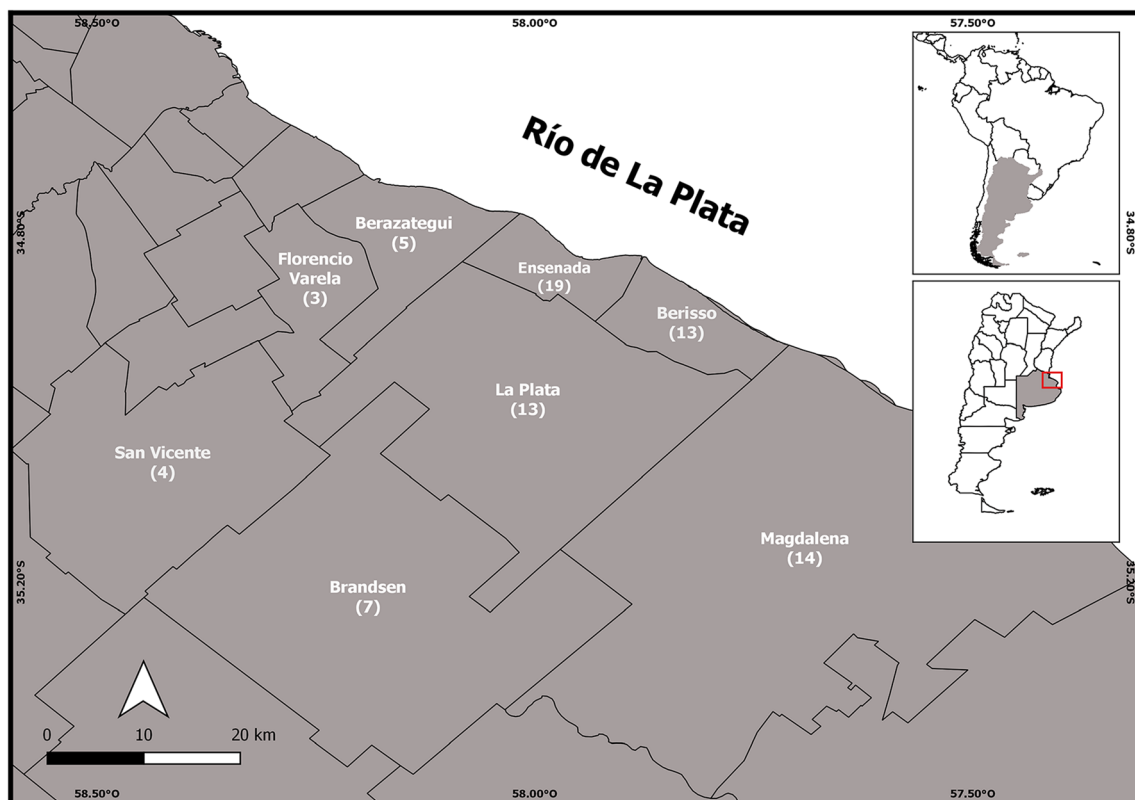 58.50°O
58.00°O
57.50°O
Río de La Plata
34.80°S
34.80°S
Berazategui
(5)
Florencio
Varela
(3)
Ensenada
(19)
Berisso
(13)
La Plata
(13)
San Vicente
(4)
Magdalena
(14)
Brandsen
(7)
35.20°S
35.20°S
0
10
20 km
58.50°O
58.00°O
57.50°O